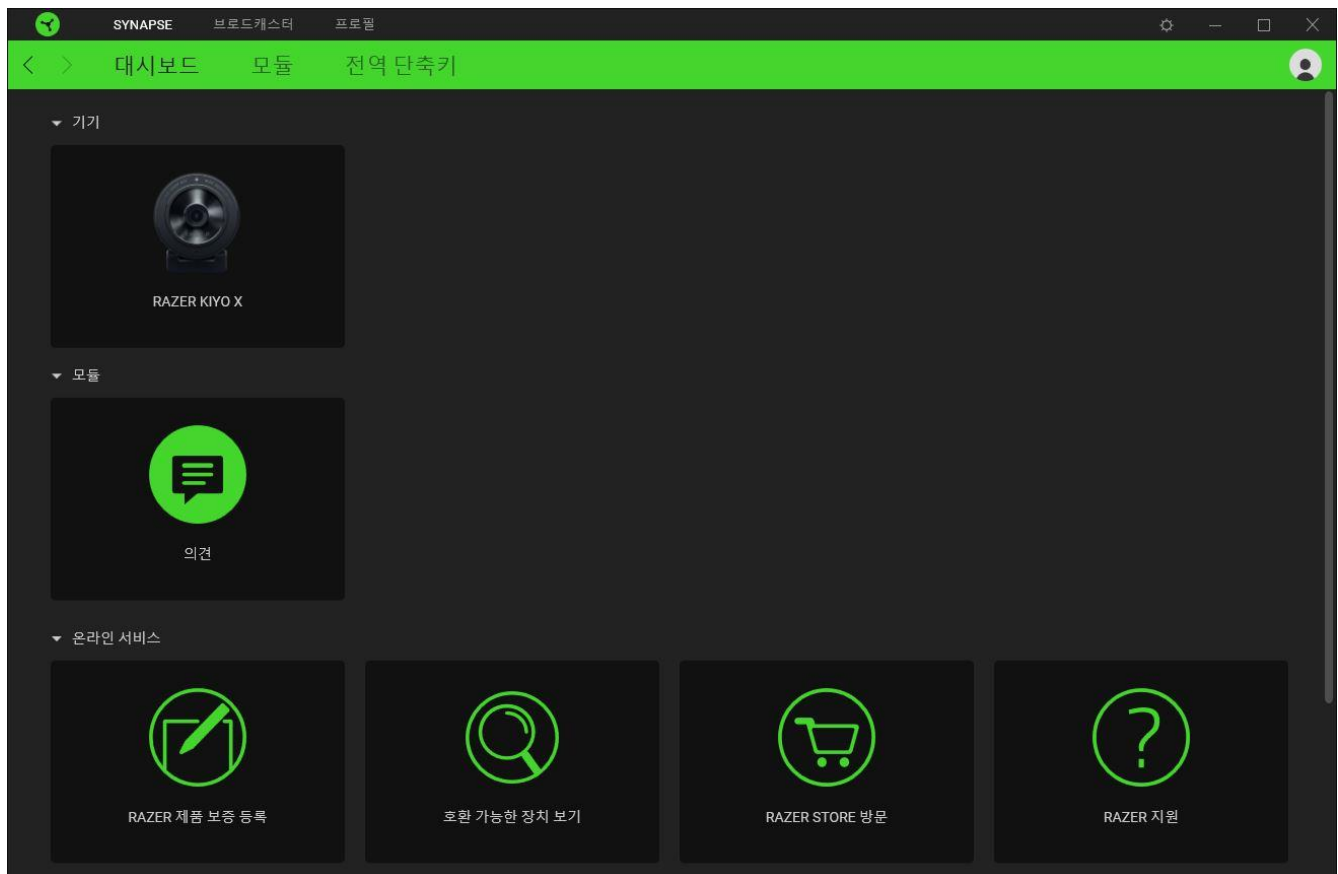 SYNAPSE 브로드캐스터 프로필
대시보드 모듈 전역 단축키
기기
RAZER KIYO X
모듈
의견
온라인 서비스
RAZER 제품 보증 등록 호환 가능한 장치 보기 RAZER STORE 방문 RAZER 지원